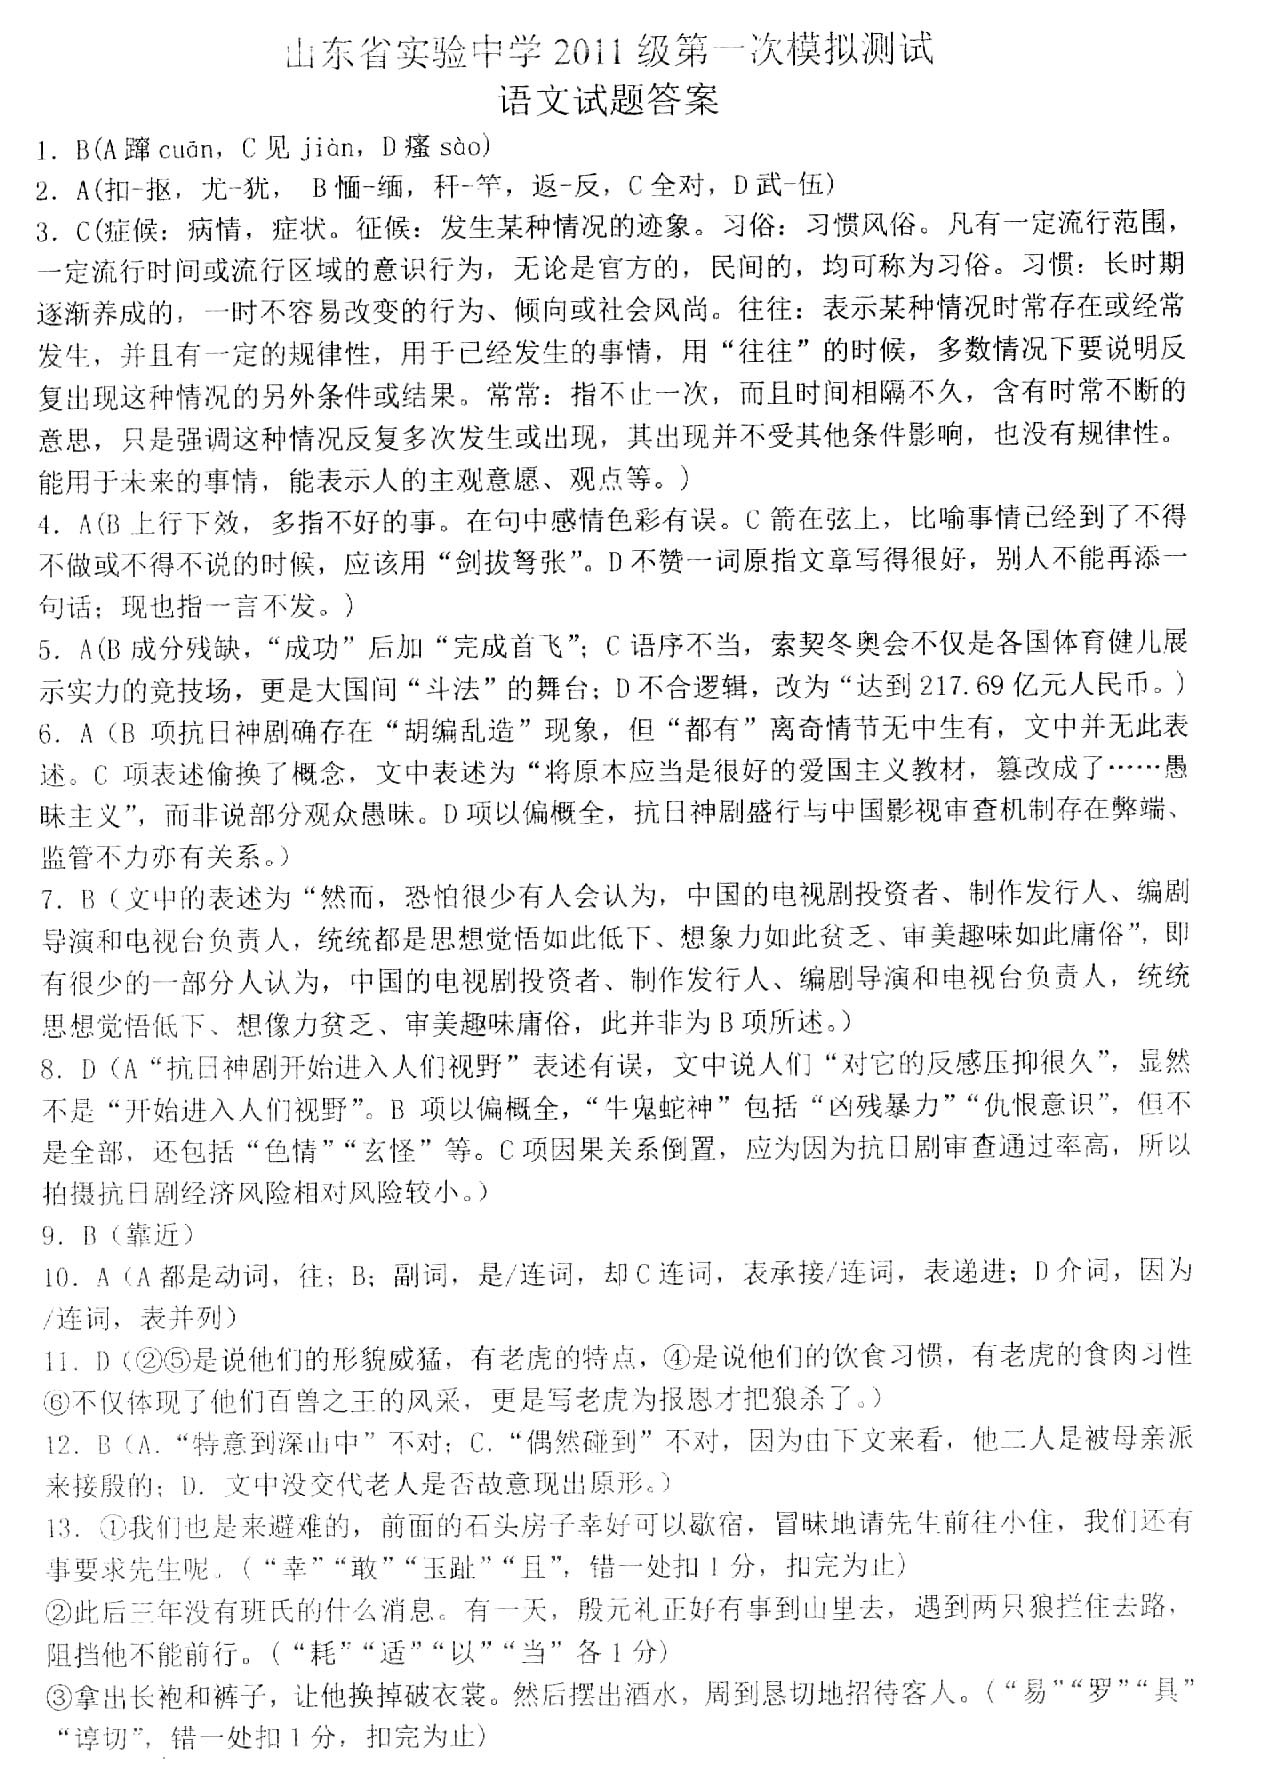 山东省实验中学 2011 级第一次模拟测试
语文试题答案
1. B(A 蹿 cuān, C 见 jiàn, D 瘙 sào)
2. A(扣-抠, 尤-犹, B 愐-缅, 秆-竿, 返-反, C 全对, D 武-伍)
3. C(症候: 病情, 症状。征候: 发生某种情况的迹象。习俗: 习惯风俗。凡有一定流行范围,
一定流行时间或流行区域的意识行为, 无论是官方的, 民间的, 均可称为习俗。习惯: 长时期
逐渐养成的, 一时不容易改变的行为、倾向或社会风尚。往往: 表示某种情况时常存在或经常
发生, 并且有一定的规律性, 用于已经发生的事情, 用“往往”的时候, 多数情况下要说明反
复出现这种情况的另外条件或结果。常常: 指不止一次, 而且时间相隔不久, 含有时常不断的
意思, 只是强调这种情况反复多次发生或出现, 其出现并不受其他条件影响, 也没有规律性。
能用于未来的事情, 能表示人的主观意愿、观点等。)
4. A(B 上行下效, 多指不好的事。在句中感情色彩有误。C 箭在弦上, 比喻事情已经到了不得
不做或不得不说的时候, 应该用“剑拔弩张”。D 不赞一词原指文章写得很好, 别人不能再添一
句话; 现也指一言不发。)
5. A(B 成分残缺, “成功”后加“完成首飞”; C 语序不当, 索契冬奥会不仅是各国体育健儿展
示实力的竞技场, 更是大国间“斗法”的舞台; D 不合逻辑, 改为“达到 217.69 亿元人民币。)
6. A (B 项抗日神剧确存在“胡编乱造”现象, 但“都有”离奇情节无中生有, 文中并无此表
述。C 项表述偷换了概念, 文中表述为“将原本应当是很好的爱国主义教材, 篡改成了……愚
昧主义”, 而非说部分观众愚昧。D 项以偏概全, 抗日神剧盛行与中国影视审查机制存在弊端、
监管不力亦有关系。)
7. B (文中的表述为“然而, 恐怕很少有人会认为, 中国的电视剧投资者、制作发行人、编剧
导演和电视台负责人, 统统都是思想觉悟如此低下、想象力如此贫乏、审美趣味如此庸俗”, 即
有很少的一部分人认为, 中国的电视剧投资者、制作发行人、编剧导演和电视台负责人, 统统
思想觉悟低下、想像力贫乏、审美趣味庸俗, 此并非为 B 项所述。)
8. D (A “抗日神剧开始进入人们视野”表述有误, 文中说人们“对它的反感压抑很久”, 显然
不是“开始进入人们视野”。B 项以偏概全, “牛鬼蛇神”包括“凶残暴力”“仇恨意识”, 但不
是全部, 还包括“色情”“玄怪”等。C 项因果关系倒置, 应为因为抗日剧审查通过率高, 所以
拍摄抗日剧经济风险相对风险较小。)
9. B (靠近)
10. A (A 都是动词, 往; B; 副词, 是/连词, 却 C 连词, 表承接/连词, 表递进; D 介词, 因为
/连词, 表并列)
11. D (②⑤是说他们的形貌威猛, 有老虎的特点, ④是说他们的饮食习惯, 有老虎的食肉习性
⑥不仅体现了他们百兽之王的风采, 更是写老虎为报恩才把狼杀了。)
12. B (A. “特意到深山中”不对; C. “偶然碰到”不对, 因为由下文来看, 他二人是被母亲派
来接殷的; D. 文中没交代老人是否故意现出原形。)
13. ①我们也是来避难的, 前面的石头房子幸好可以歇宿, 冒昧地请先生前往小住, 我们还有
事要求先生呢。(“幸”“敢”“玉趾”“且”, 错一处扣 1 分, 扣完为止)
②此后三年没有班氏的什么消息。有一天, 殷元礼正好有事到山里去, 遇到两只狼拦住去路,
阻挡他不能前行。(“耗”“适”“以”“当”各 1 分)
③拿出长袍和裤子, 让他换掉破衣裳。然后摆出酒水, 周到恳切地招待客人。(“易”“罗”“具”
“谆切”, 错一处扣 1 分, 扣完为止)